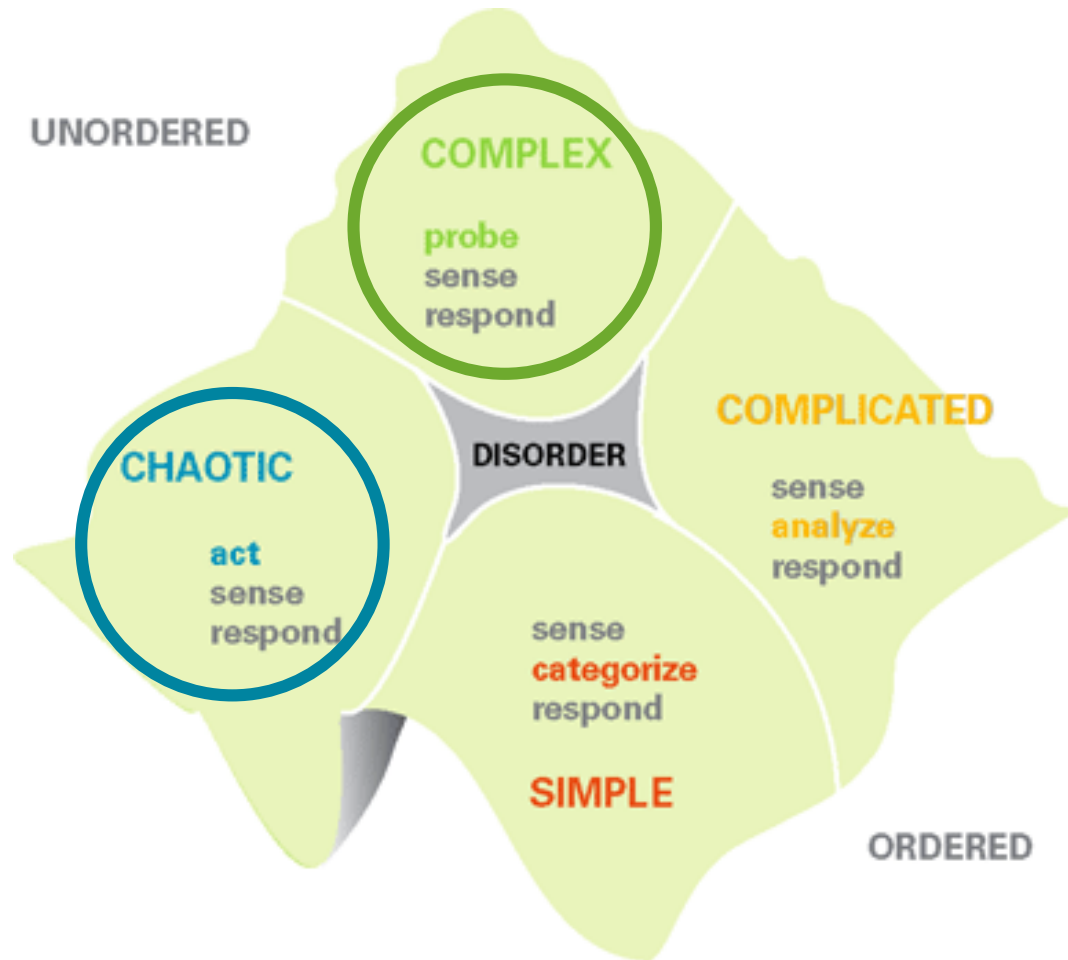 UNORDERED
COMPLEX
probe
sense
respond
COMPLICATED
sense
analyze
respond
DISORDER
CHAOTIC
act
sense
respond
sense
categorize
respond
SIMPLE
ORDERED